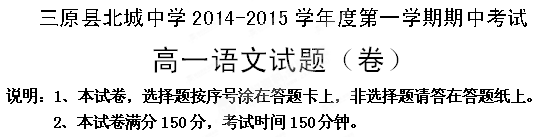 三原县北城中学2014-2015学年度第一学期期中考试
高一语文试题（卷）
说明：1、本试卷，选择题按序号涂在答题卡上，非选择题请答在答题纸上。
2、本试卷满分150分，考试时间150分钟。